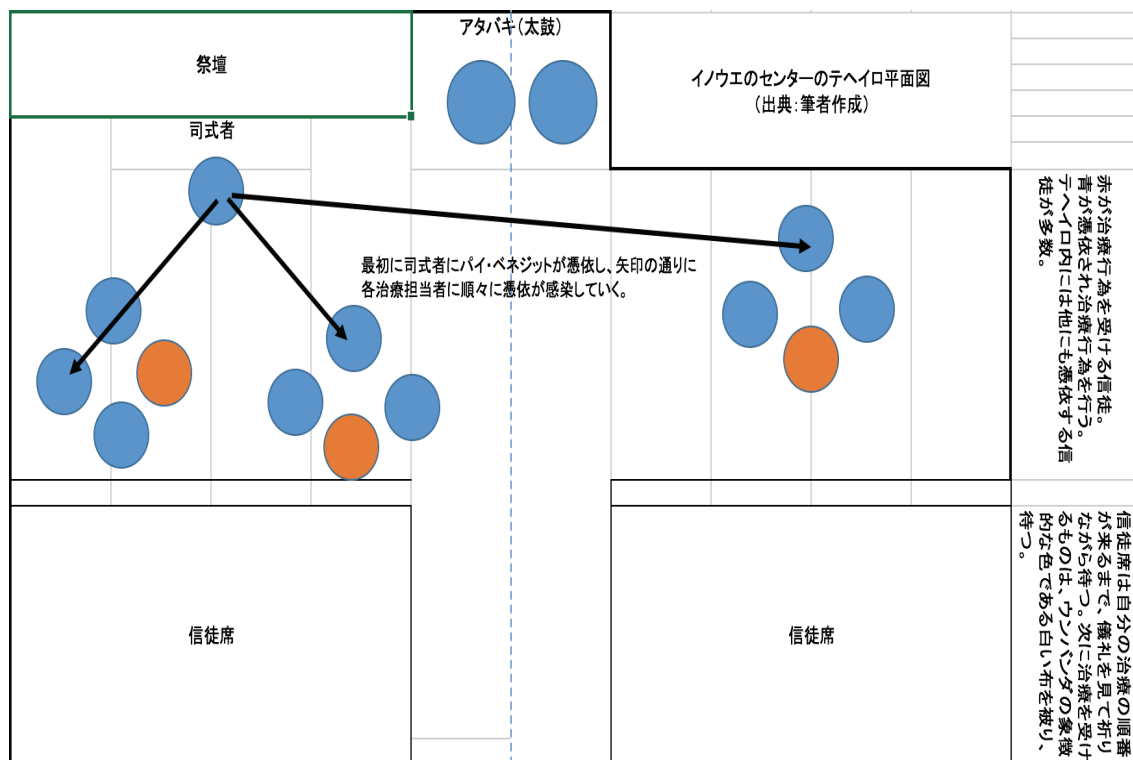 祭壇
アタバキ(太鼓)
イノウエのセンターのテヘイロ平面図
(出典:筆者作成)
司式者
最初に司式者にパイ・ベネジットが憑依し、矢印の通りに
各治療担当者に順々に憑依が感染していく。
赤が治療行為を受ける信徒。
青が憑依され治療行為を行う。
テヘイロ内には他にも憑依する信
徒が多数。
信徒席
信徒席
信徒席は自分の治療の順番
が来るまで、儀礼を見て祈り
ながら待つ。次に治療を受け
るものは、ウンバンダの象徴
的な色である白い布を被り、
待つ。